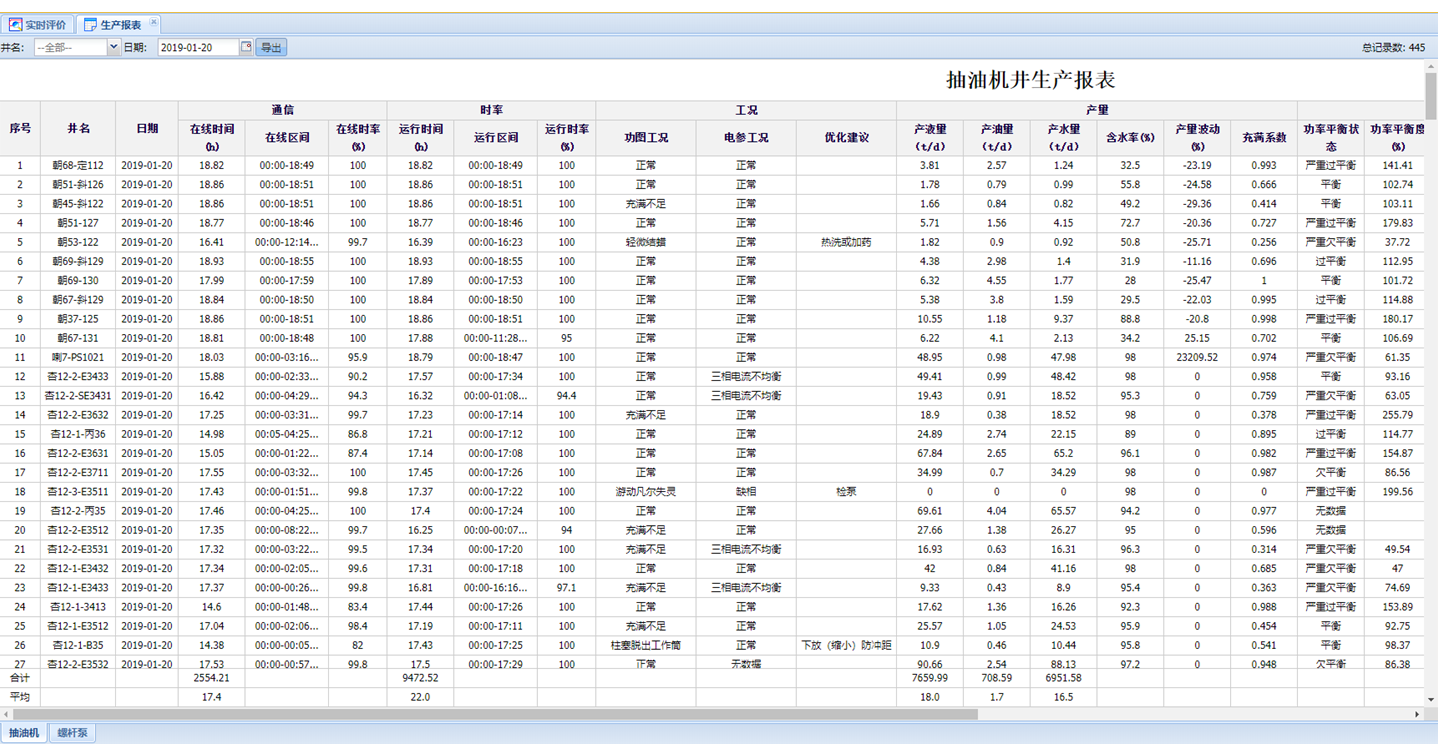 实时评价 生产报表
井名: --全部-- 日期: 2019-01-20 导出 总记录数: 445
抽油机井生产报表
序号 井名 日期 通信 时率 工况 产量
在线时间(h) 在线区间 在线时率(%) 运行时间(h) 运行区间 运行时率(%) 功图工况 电参工况 优化建议 产液量(t/d) 产油量(t/d) 产水量(t/d) 含水率(%) 产量波动(%) 充满系数 功率平衡状态 功率平衡度(%)
1 朝68-定112 2019-01-20 18.82 00:00-18:49 100 18.82 00:00-18:49 100 正常 正常 3.81 2.57 1.24 32.5 -23.19 0.993 严重过平衡 141.41
2 朝51-斜126 2019-01-20 18.86 00:00-18:51 100 18.86 00:00-18:51 100 正常 正常 1.78 0.79 0.99 55.8 -24.58 0.666 平衡 102.74
3 朝45-斜122 2019-01-20 18.86 00:00-18:51 100 18.86 00:00-18:51 100 充满不足 正常 1.66 0.84 0.82 49.2 -29.36 0.414 平衡 103.11
4 朝51-127 2019-01-20 18.77 00:00-18:46 100 18.77 00:00-18:46 100 正常 正常 5.71 1.56 4.15 72.7 -20.36 0.727 严重过平衡 179.83
5 朝53-122 2019-01-20 16.41 00:00-12:14... 99.7 16.39 00:00-16:23 100 轻微结蜡 正常 热洗或加药 1.82 0.9 0.92 50.8 -25.71 0.256 严重欠平衡 37.72
6 朝69-斜129 2019-01-20 18.93 00:00-18:55 100 18.93 00:00-18:55 100 正常 正常 4.38 2.98 1.4 31.9 -11.16 0.696 过平衡 112.95
7 朝69-130 2019-01-20 17.99 00:00-17:59 100 17.89 00:00-17:53 100 正常 正常 6.32 4.55 1.77 28 -25.47 1 平衡 101.72
8 朝67-斜129 2019-01-20 18.84 00:00-18:50 100 18.84 00:00-18:50 100 正常 正常 5.38 3.8 1.59 29.5 -22.03 0.995 过平衡 114.88
9 朝37-125 2019-01-20 18.86 00:00-18:51 100 18.86 00:00-18:51 100 正常 正常 10.55 1.18 9.37 88.8 -20.8 0.998 严重过平衡 180.17
10 朝67-131 2019-01-20 18.81 00:00-18:48 100 17.88 00:00-11:28... 95 正常 正常 6.22 4.1 2.13 34.2 25.15 0.702 平衡 106.69
11 喇7-PS1021 2019-01-20 18.03 00:00-03:16... 95.9 18.79 00:00-18:47 100 正常 正常 48.95 0.98 47.98 98 23209.52 0.974 严重欠平衡 61.35
12 杏12-2-E3433 2019-01-20 15.88 00:00-02:33... 90.2 17.57 00:00-17:34 100 正常 三相电流不均衡 49.41 0.99 48.42 98 0 0.958 平衡 93.16
13 杏12-2-SE3431 2019-01-20 16.42 00:00-04:29... 94.3 16.32 00:00-01:08... 94.4 正常 三相电流不均衡 19.43 0.91 18.52 95.3 0 0.759 严重欠平衡 63.05
14 杏12-2-E3632 2019-01-20 17.25 00:00-03:31... 99.7 17.23 00:00-17:14 100 充满不足 正常 18.9 0.38 18.52 98 0 0.378 严重过平衡 255.79
15 杏12-1-丙36 2019-01-20 14.98 00:05-04:25... 86.8 17.21 00:00-17:12 100 正常 正常 24.89 2.74 22.15 89 0 0.895 过平衡 114.77
16 杏12-2-E3631 2019-01-20 15.05 00:00-01:22... 87.4 17.14 00:00-17:08 100 正常 正常 67.84 2.65 65.2 96.1 0 0.982 严重过平衡 154.87
17 杏12-2-E3711 2019-01-20 17.55 00:00-03:32... 100 17.45 00:00-17:26 100 正常 正常 34.99 0.7 34.29 98 0 0.987 欠平衡 86.56
18 杏12-3-E3511 2019-01-20 17.43 00:00-01:51... 99.8 17.37 00:00-17:22 100 游动凡尔失灵 缺相 检泵 0 0 0 98 0 0 严重过平衡 199.56
19 杏12-2-丙35 2019-01-20 17.46 00:00-04:25... 100 17.4 00:00-17:24 100 正常 正常 69.61 4.04 65.57 94.2 0 0.977 无数据
20 杏12-2-E3512 2019-01-20 17.35 00:00-08:22... 99.7 16.25 00:00-00:07... 94 充满不足 正常 27.66 1.38 26.27 95 0 0.596 无数据
21 杏12-2-E3531 2019-01-20 17.32 00:00-03:22... 99.5 17.34 00:00-17:20 100 充满不足 三相电流不均衡 16.93 0.63 16.31 96.3 0 0.314 严重欠平衡 49.54
22 杏12-1-E3432 2019-01-20 17.34 00:00-02:05... 99.6 17.31 00:00-17:18 100 正常 正常 42 0.84 41.16 98 0 0.685 严重欠平衡 47
23 杏12-1-E3433 2019-01-20 17.37 00:00-00:26... 99.8 16.81 00:00-16:16... 97.1 充满不足 三相电流不均衡 9.33 0.43 8.9 95.4 0 0.363 严重欠平衡 74.69
24 杏12-1-3413 2019-01-20 14.6 00:00-01:48... 83.4 17.44 00:00-17:26 100 正常 正常 17.62 1.36 16.26 92.3 0 0.988 严重过平衡 153.89
25 杏12-1-E3512 2019-01-20 17.04 00:00-02:06... 98.4 17.19 00:00-17:11 100 充满不足 正常 25.57 1.05 24.53 95.9 0 0.454 平衡 92.75
26 杏12-1-B35 2019-01-20 14.38 00:00-00:05... 82 17.43 00:00-17:25 100 柱塞脱出工作筒 正常 下放（缩小）防冲距 10.9 0.46 10.44 95.8 0 0.541 平衡 98.37
27 杏12-2-E3532 2019-01-20 17.53 00:00-00:57... 99.8 17.5 00:00-17:29 100 正常 无数据 90.66 2.54 88.13 97.2 0 0.948 欠平衡 86.38
合计 2554.21 9472.52 7659.99 708.59 6951.58
平均 17.4 22.0 18.0 1.7 16.5
抽油机 螺杆泵